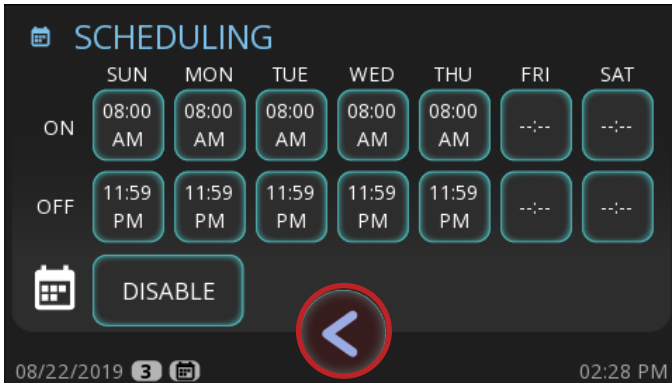 SCHEDULING
SUN MON TUE WED THU FRI SAT
ON 08:00 AM 08:00 AM 08:00 AM 08:00 AM 08:00 AM --:-- --:--
OFF 11:59 PM 11:59 PM 11:59 PM 11:59 PM 11:59 PM --:-- --:--
DISABLE
08/22/2019 3 02:28 PM